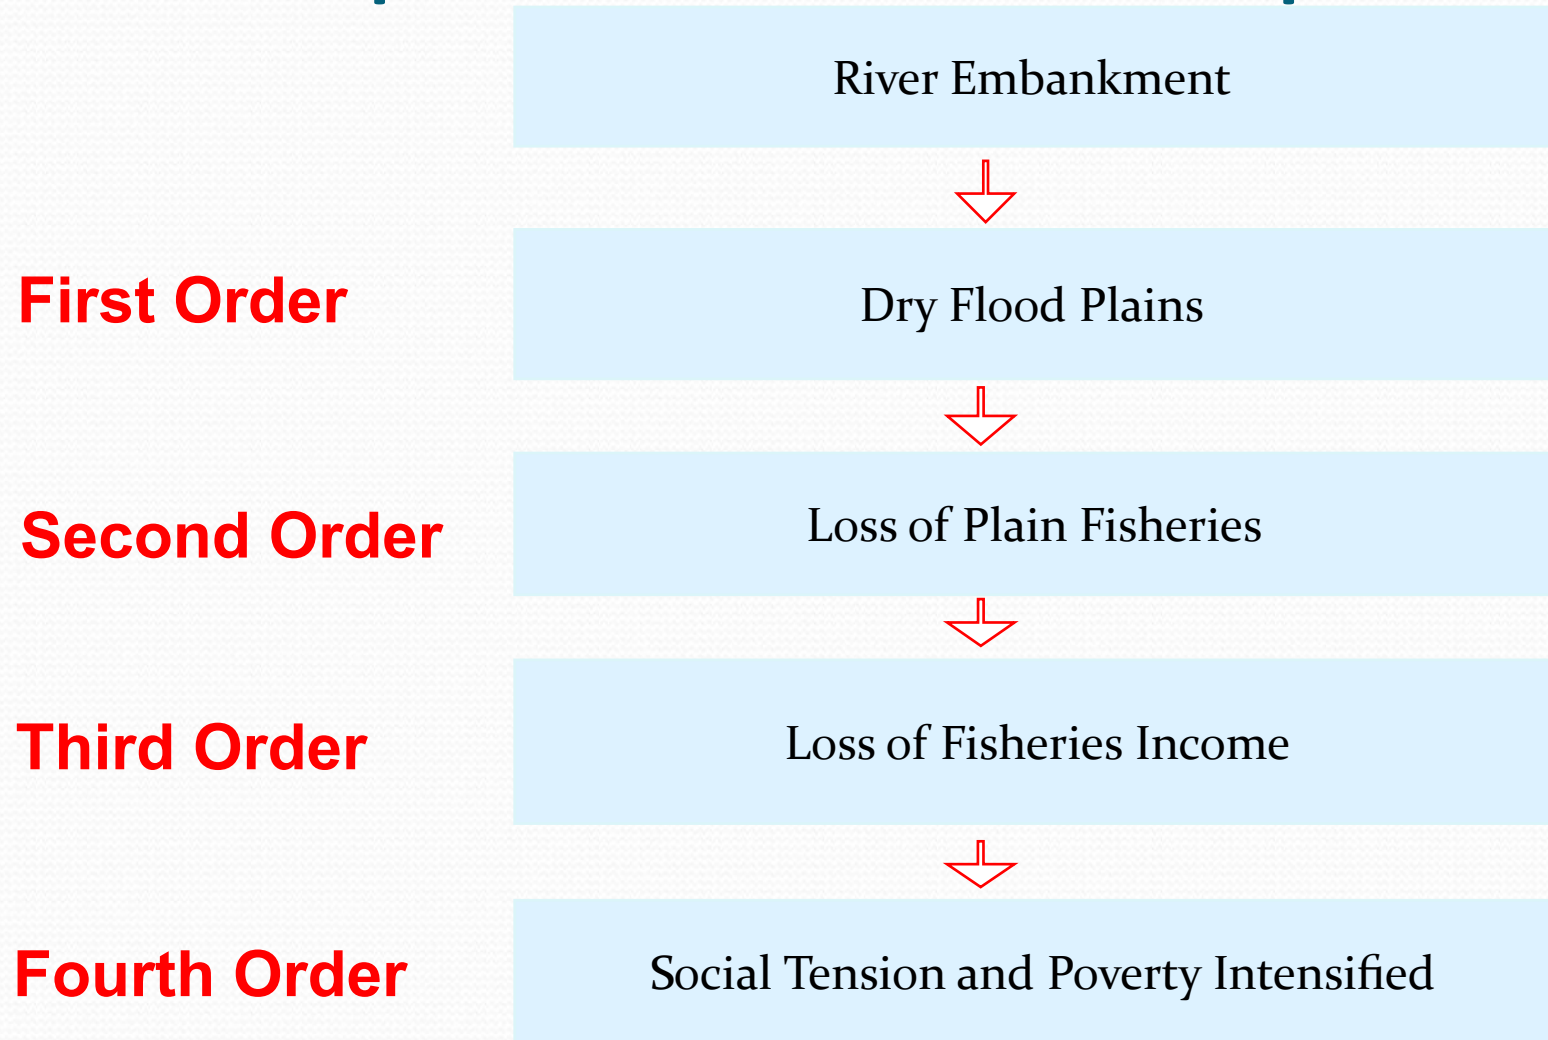 River Embankment
First Order
Dry Flood Plains
Second Order
Loss of Plain Fisheries
Third Order
Loss of Fisheries Income
Fourth Order
Social Tension and Poverty Intensified